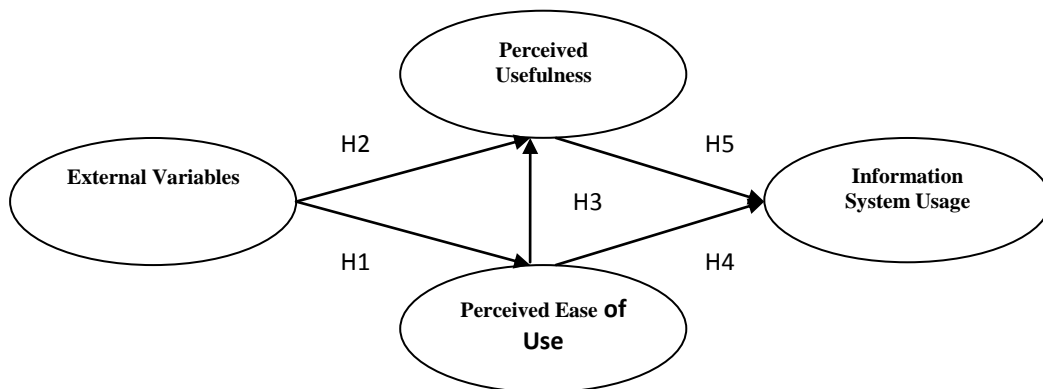 Perceived
Usefulness
H2
H5
External Variables
Information
System Usage
H3
H1
H4
Perceived Ease of
Use